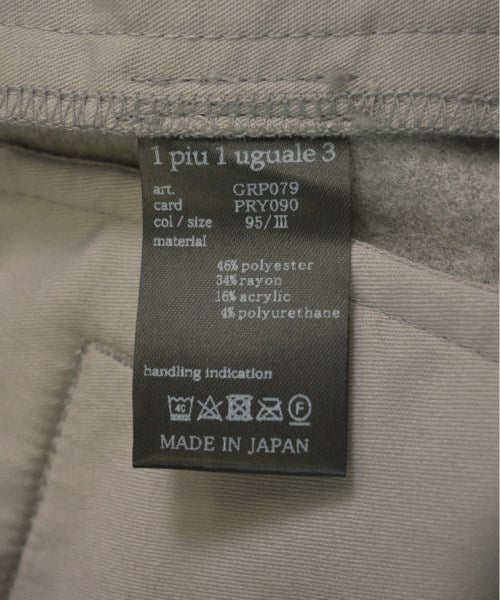 1 piu 1 uguale 3
art. GRP079
card PRY090
col / size 95/III
material
46% polyester
34% rayon
16% acrylic
4% polyurethane
handling indication
40 F
MADE IN JAPAN